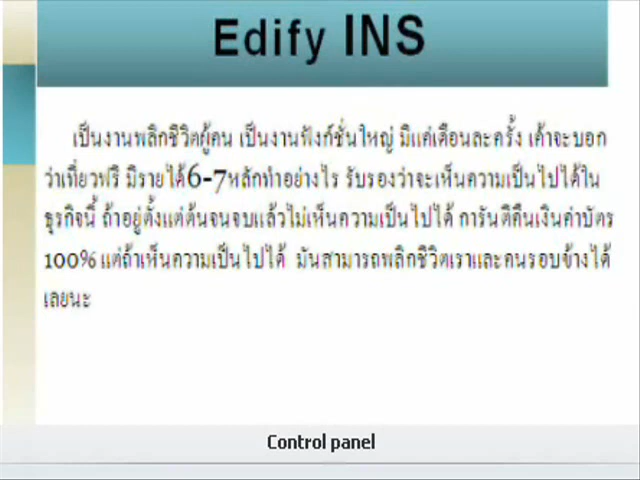 Edify INS
เป็นงานพลิกชีวิตผู้คน เป็นงานฟังก์ชั่นใหญ่ มีแค่เดือนละครั้ง เค้าจะบอก
ว่าเที่ยวฟรี มีรายได้6-7หลักทำอย่างไร รับรองว่าจะเห็นความเป็นไปได้ใน
ธุรกิจนี้ ถ้าอยู่ตั้งแต่ต้นจนจบแล้วไม่เห็นความเป็นไปได้ การันตีคืนเงินค่าบัตร
100% แต่ถ้าเห็นความเป็นไปได้ มันสามารถพลิกชีวิตเราและคนรอบข้างได้
เลยนะ
Control panel